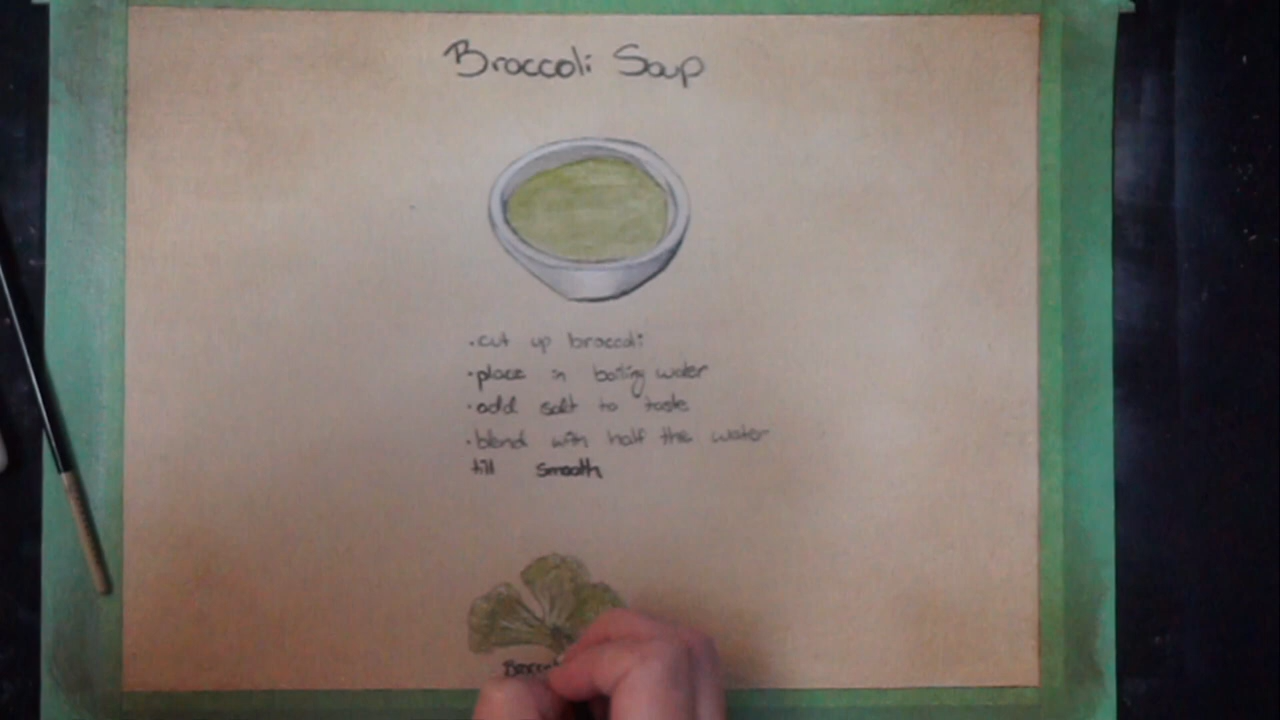 Broccoli Soup
• cut up broccoli
• place in boiling water
• add salt to taste
• blend with half the water
till smooth